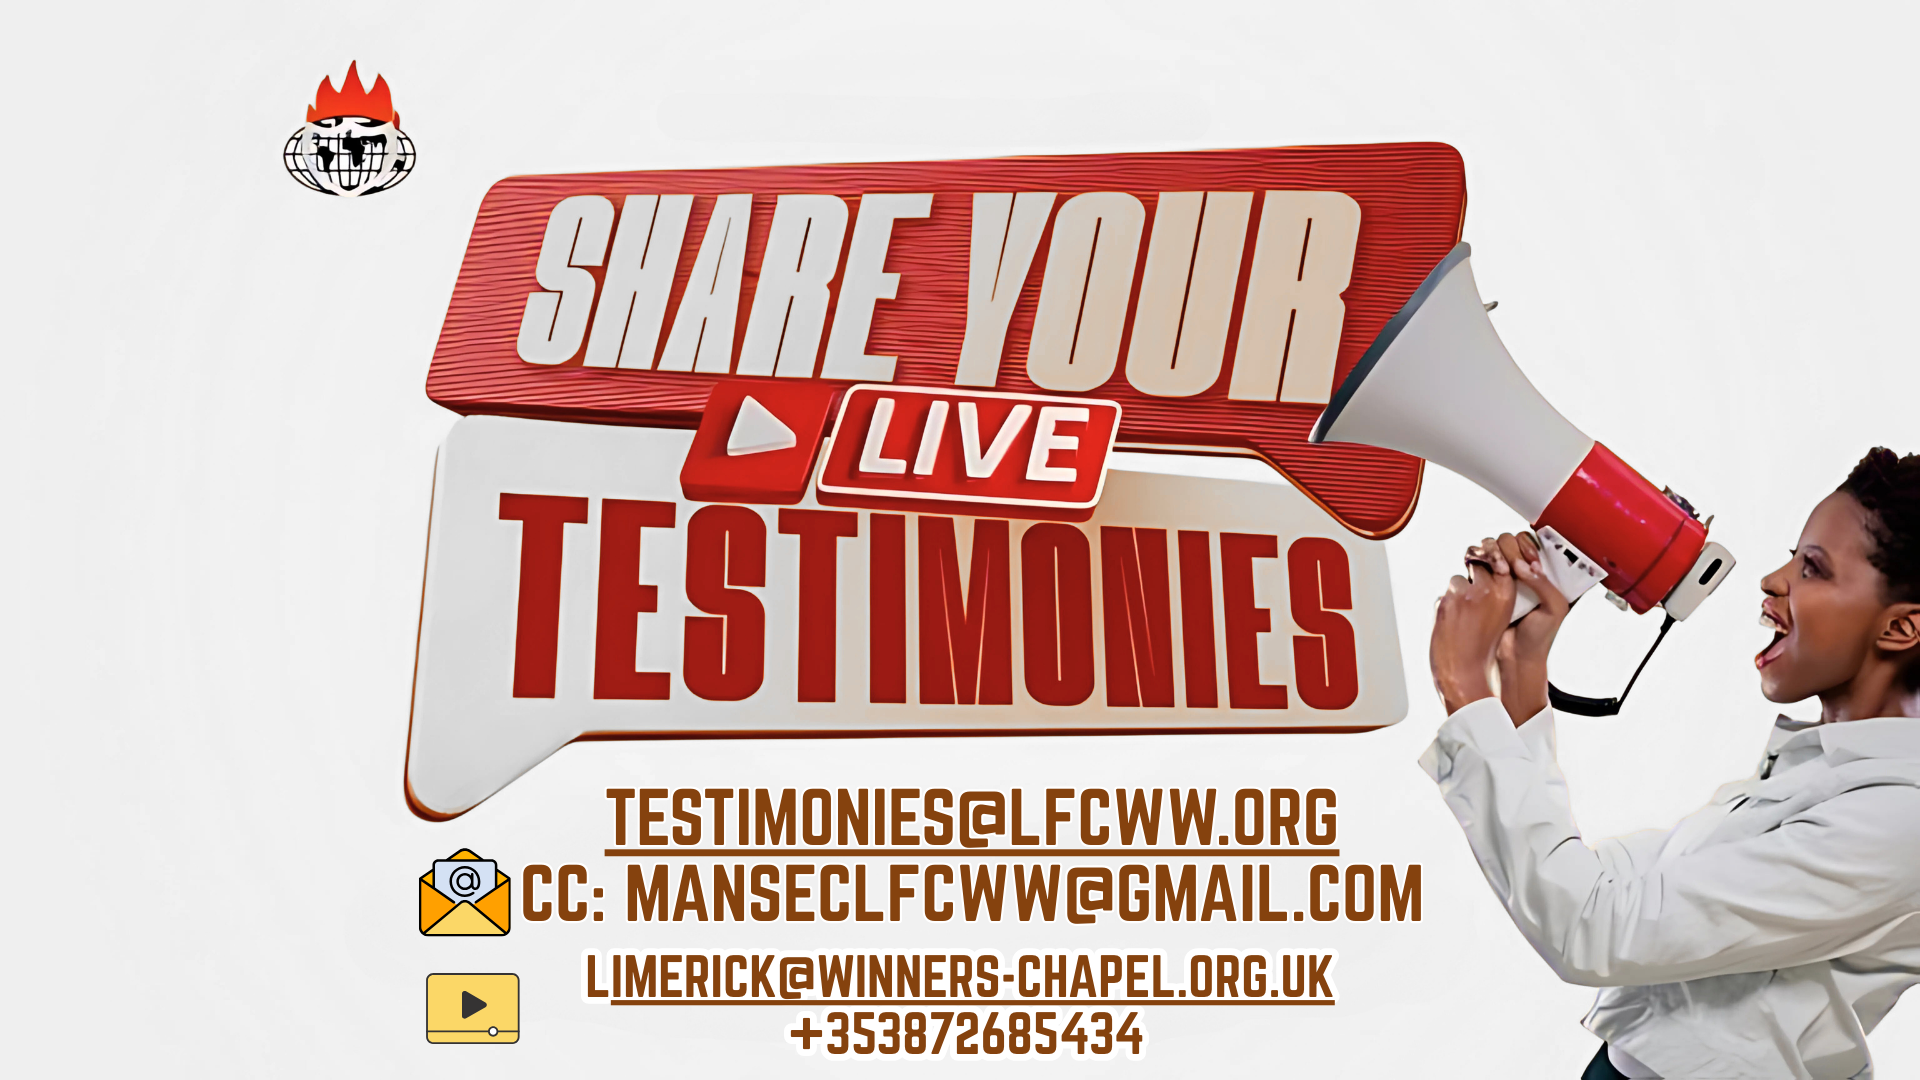 SHARE YOUR
LIVE
TESTIMONIES
TESTIMONIES@LFCWW.ORG
CC: MANSECLFCWW@GMAIL.COM
LIMERICK@WINNERS-CHAPEL.ORG.UK
+353872685434